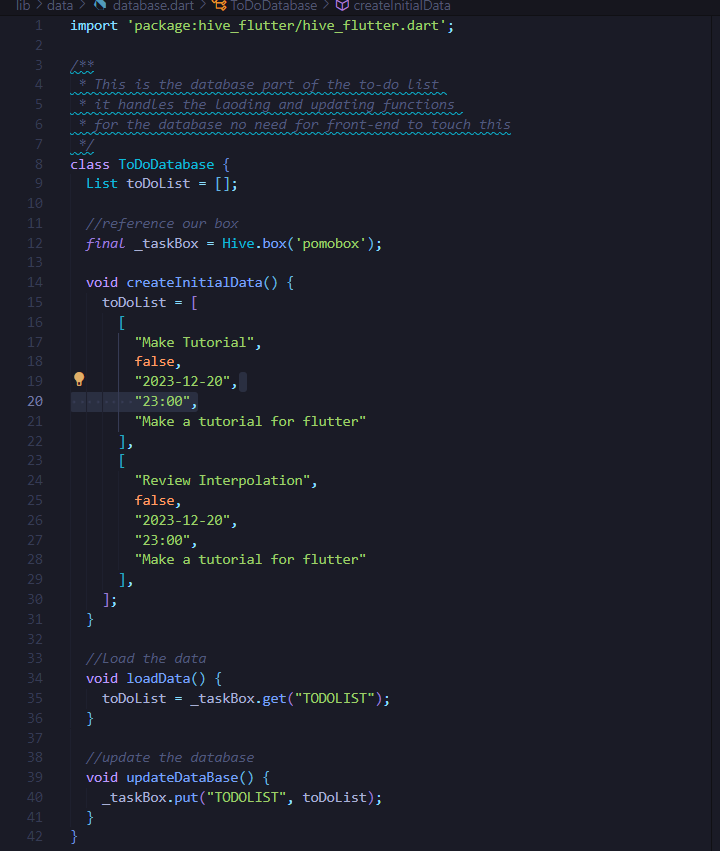 lib > data > database.dart > ToDoDatabase > createInitialData
1 import 'package:hive_flutter/hive_flutter.dart';
2
3 /**
4  * This is the database part of the to-do list
5  * it handles the laoding and updating functions
6  * for the database no need for front-end to touch this
7  */
8 class ToDoDatabase {
9   List toDoList = [];
10
11   //reference our box
12   final _taskBox = Hive.box('pomobox');
13
14   void createInitialData() {
15     toDoList = [
16       [
17         "Make Tutorial",
18         false,
19         "2023-12-20",
20         "23:00",
21         "Make a tutorial for flutter"
22       ],
23       [
24         "Review Interpolation",
25         false,
26         "2023-12-20",
27         "23:00",
28         "Make a tutorial for flutter"
29       ],
30     ];
31   }
32
33   //Load the data
34   void loadData() {
35     toDoList = _taskBox.get("TODOLIST");
36   }
37
38   //update the database
39   void updateDataBase() {
40     _taskBox.put("TODOLIST", toDoList);
41   }
42 }